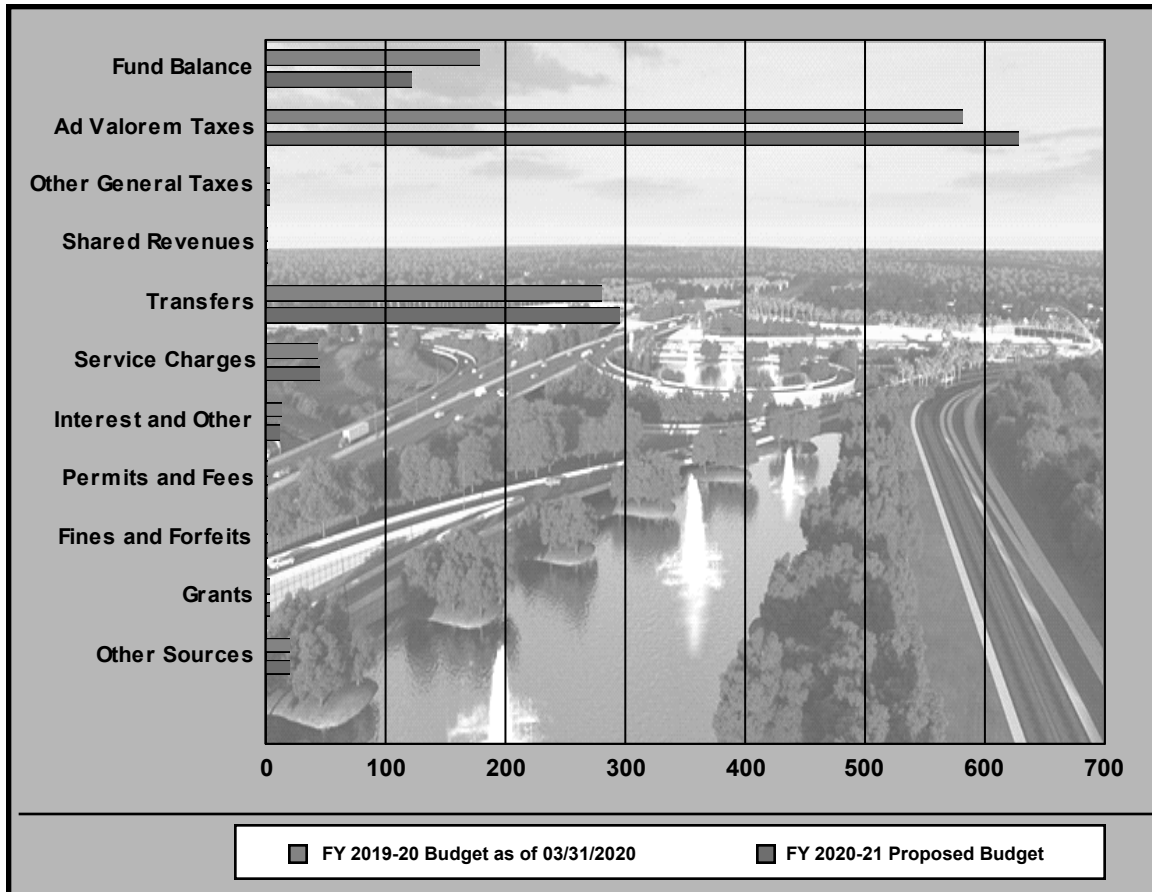 Fund Balance
Ad Valorem Taxes
Other General Taxes
Shared Revenues
Transfers
Service Charges
Interest and Other
Permits and Fees
Fines and Forfeits
Grants
Other Sources
0 100 200 300 400 500 600 700
FY 2019-20 Budget as of 03/31/2020 FY 2020-21 Proposed Budget